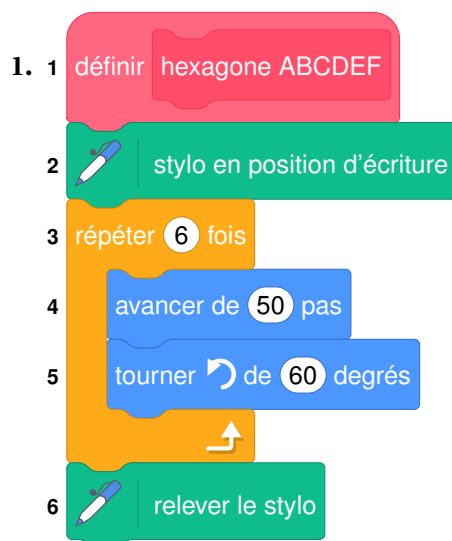 1. 1 définir hexagone ABCDEF
2 stylo en position d'écriture
3 répéter 6 fois
4 avancer de 50 pas
5 tourner de 60 degrés
6 relever le stylo